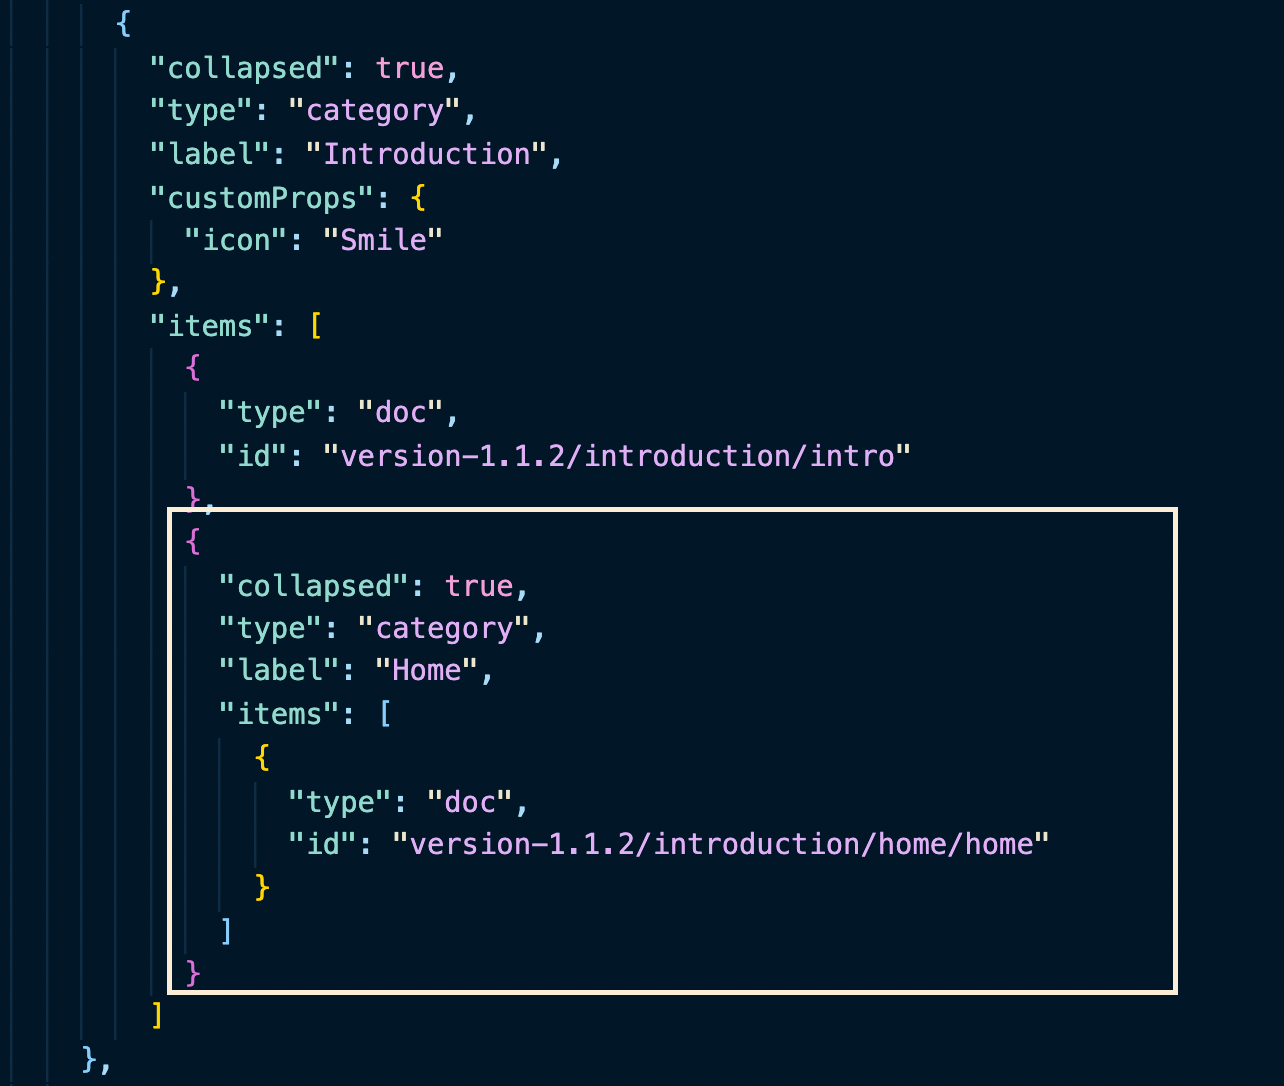 {
"collapsed": true,
"type": "category",
"label": "Introduction",
"customProps": {
"icon": "Smile"
},
"items": [
{
"type": "doc",
"id": "version-1.1.2/introduction/intro"
},
{
"collapsed": true,
"type": "category",
"label": "Home",
"items": [
{
"type": "doc",
"id": "version-1.1.2/introduction/home/home"
}
]
}
]
},